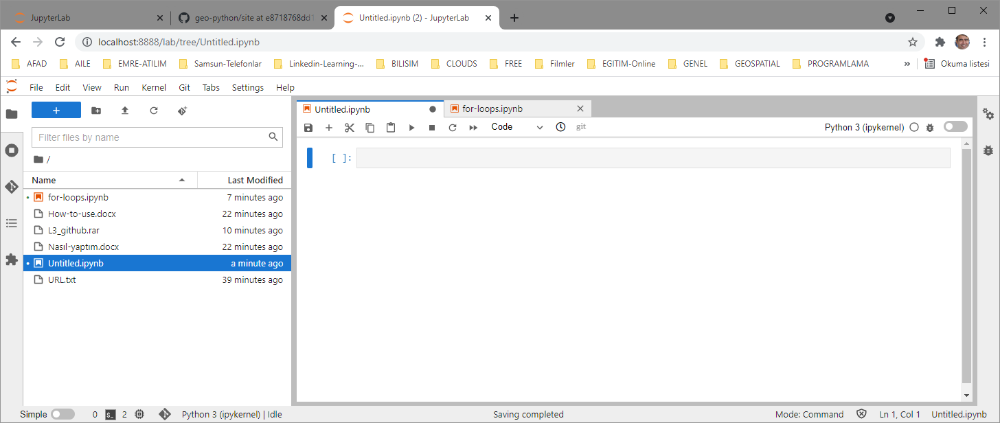 JupyterLab
geo-python/site at e8718768dd
Untitled.ipynb (2) - JupyterLab
localhost:8888/lab/tree/Untitled.ipynb
AFAD AILE EMRE-ATILIM Samsun-Telefonlar Linkedin-Learning-... BILISIM CLOUDS FREE Filmler EGITIM-Online GENEL GEOSPATIAL PROGRAMLAMA » Okuma listesi
File Edit View Run Kernel Git Tabs Settings Help
Filter files by name
/
Name Last Modified
for-loops.ipynb 7 minutes ago
How-to-use.docx 22 minutes ago
L3_github.rar 10 minutes ago
Nasıl-yaptım.docx 22 minutes ago
Untitled.ipynb a minute ago
URL.txt 39 minutes ago
Untitled.ipynb for-loops.ipynb
Code git Python 3 (ipykernel)
[ ]:
Simple 0 $_ 2 Python 3 (ipykernel) | Idle Saving completed Mode: Command Ln 1, Col 1 Untitled.ipynb